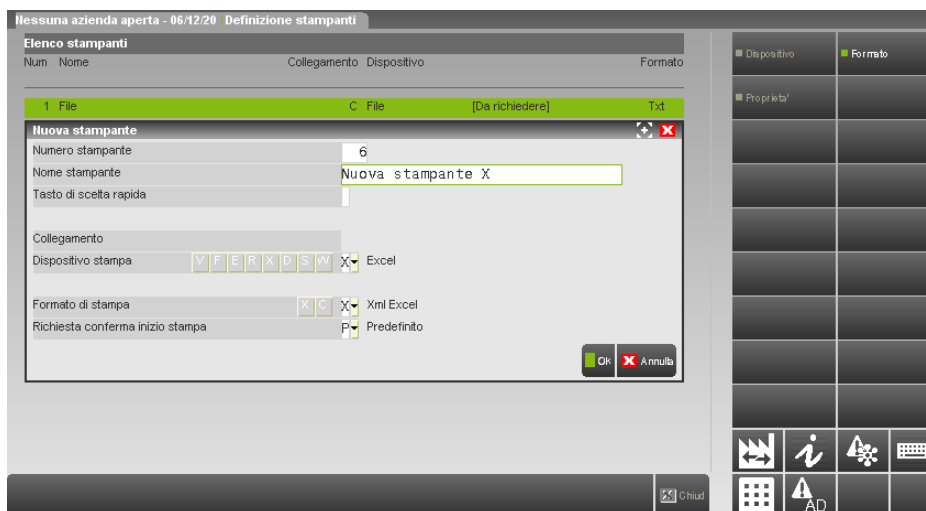 Nessuna azienda aperta - 06/12/20 Definizione stampanti
Elenco stampanti
Num Nome Collegamento Dispositivo Formato
1 File C File [Da richiedere] Txt
Nuova stampante
Numero stampante 6
Nome stampante Nuova stampante X
Tasto di scelta rapida
Collegamento
Dispositivo stampa V F E R X D S W X Excel
Formato di stampa X C X Xml Excel
Richiesta conferma inizio stampa P Predefinito
Ok Annulla
Chiud
Dispositivo Formato
Proprieta'
AD